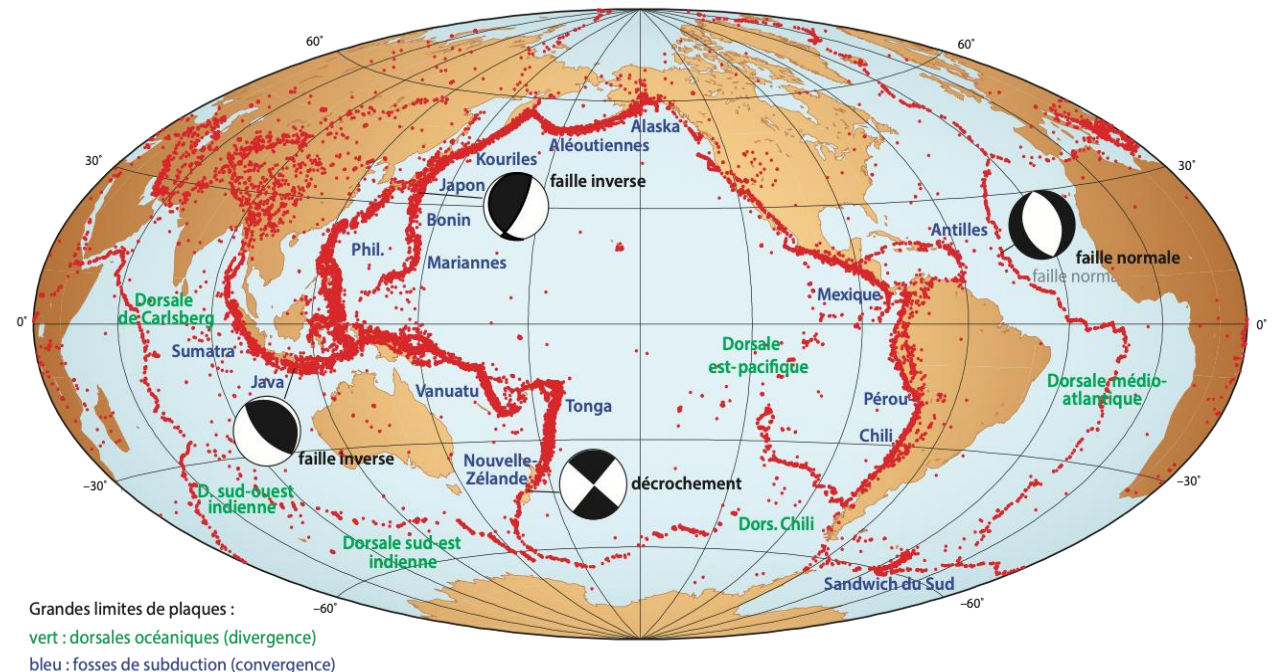 60°
60°
Alaska
Aléoutiennes
Kouriles
30°
30°
Japon
faille inverse
Bonin
Antilles
Phil.
Mariannes
faille normale
faille norma
Mexique
Dorsale
de Carlsberg
0°
0°
Sumatra
Dorsale
est-pacifique
Java
Vanuatu
Tonga
Pérou
Dorsale médio-
atlantique
Chili
faille inverse
Nouvelle-
Zélande
décrochement
–30°
–30°
D. sud-ouest
indienne
Dors. Chili
Dorsale sud-est
indienne
Sandwich du Sud
–60°
–60°
Grandes limites de plaques :
vert : dorsales océaniques (divergence)
bleu : fosses de subduction (convergence)